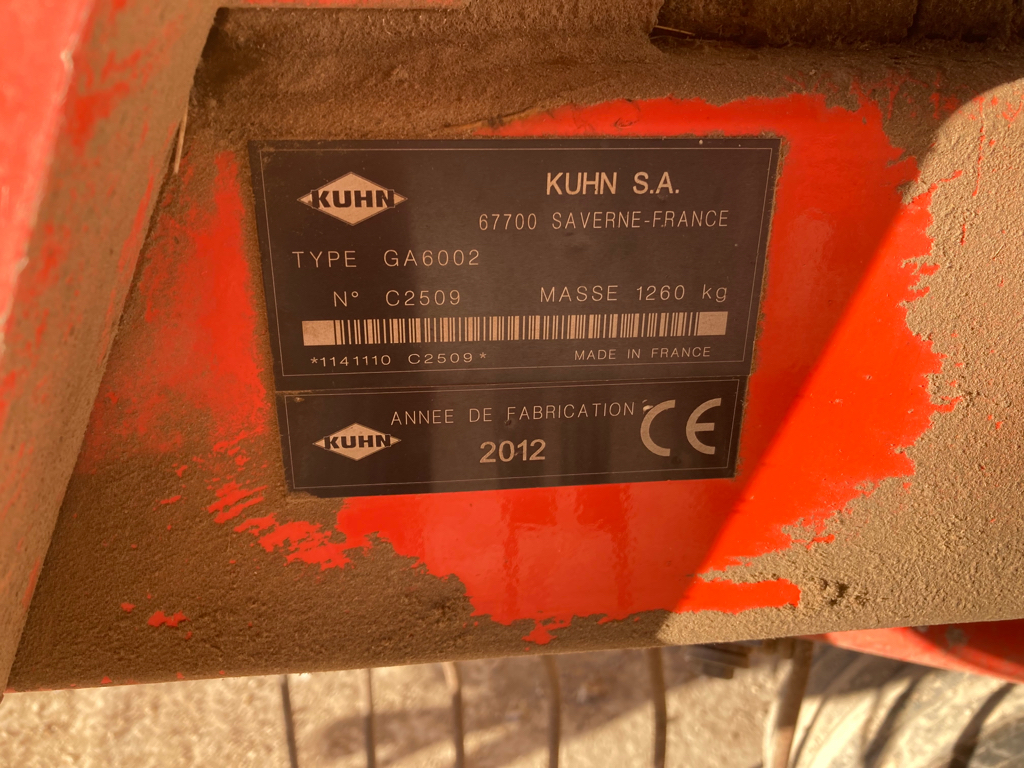 KUHN
KUHN S.A.
67700 SAVERNE-FRANCE
TYPE GA6002
N° C2509 MASSE 1260 kg
*1141110 C2509*
MADE IN FRANCE
KUHN
ANNEE DE FABRICATION
2012
CE